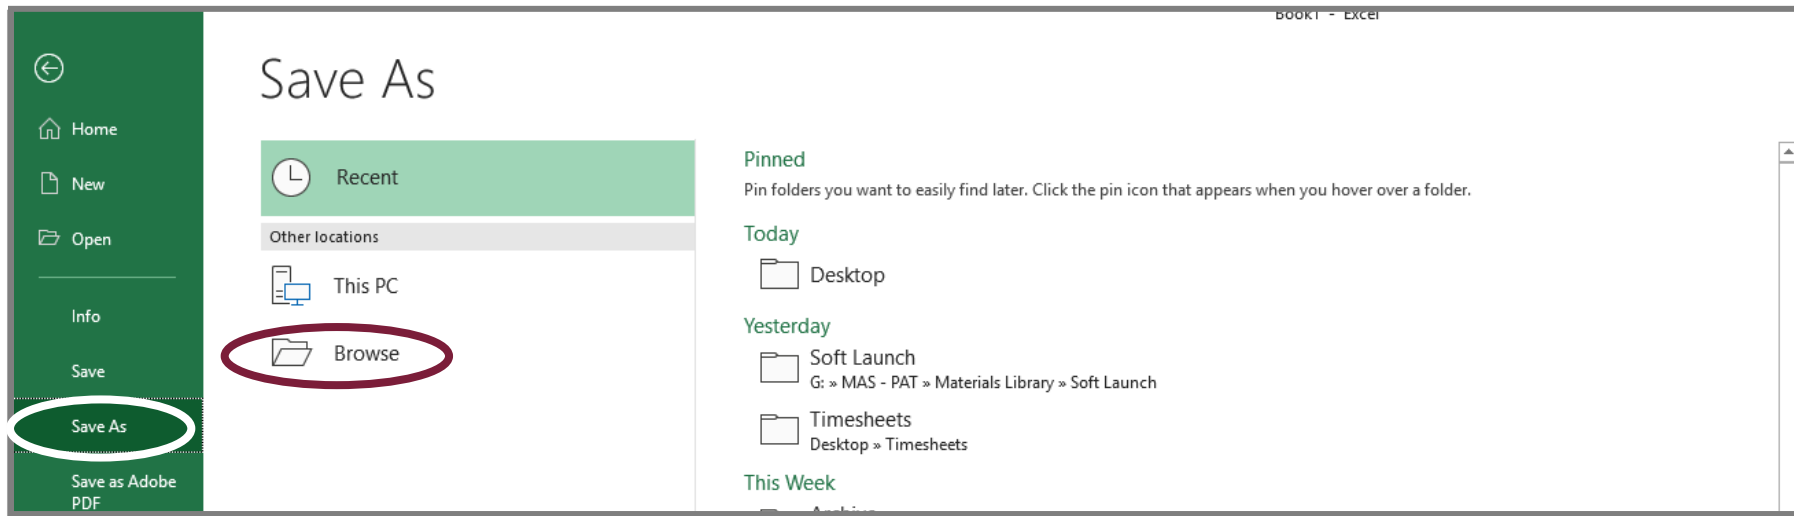 Book1 - Excel
Save As
Home
New
Open
Info
Save
Save As
Save as Adobe
PDF
Recent
Other locations
This PC
Browse
Pinned
Pin folders you want to easily find later. Click the pin icon that appears when you hover over a folder.
Today
Desktop
Yesterday
Soft Launch
G: » MAS - PAT » Materials Library » Soft Launch
Timesheets
Desktop » Timesheets
This Week